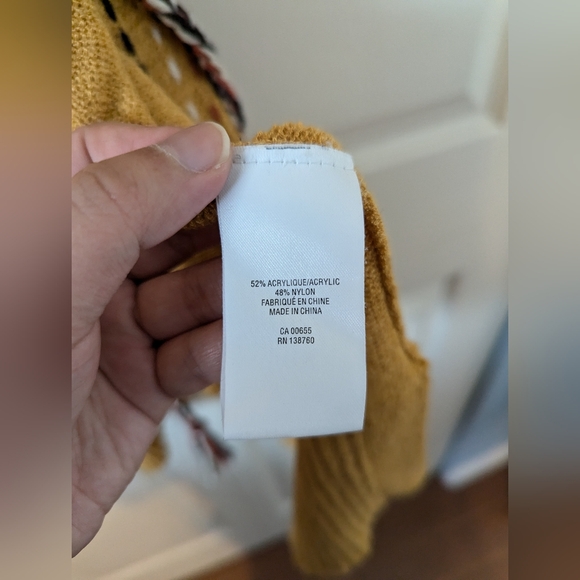 52% ACRYLIQUE/ACRYLIC
48% NYLON
FABRIQUÉ EN CHINE
MADE IN CHINA
CA 00655
RN 138760